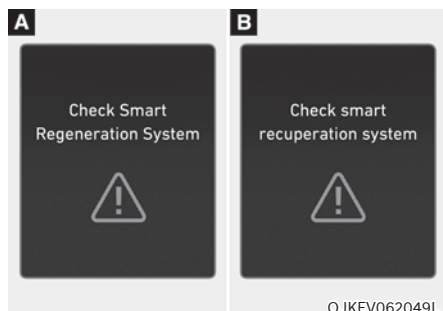 A
Check Smart
Regeneration System
B
Check smart
recuperation system
OJKEV062049L